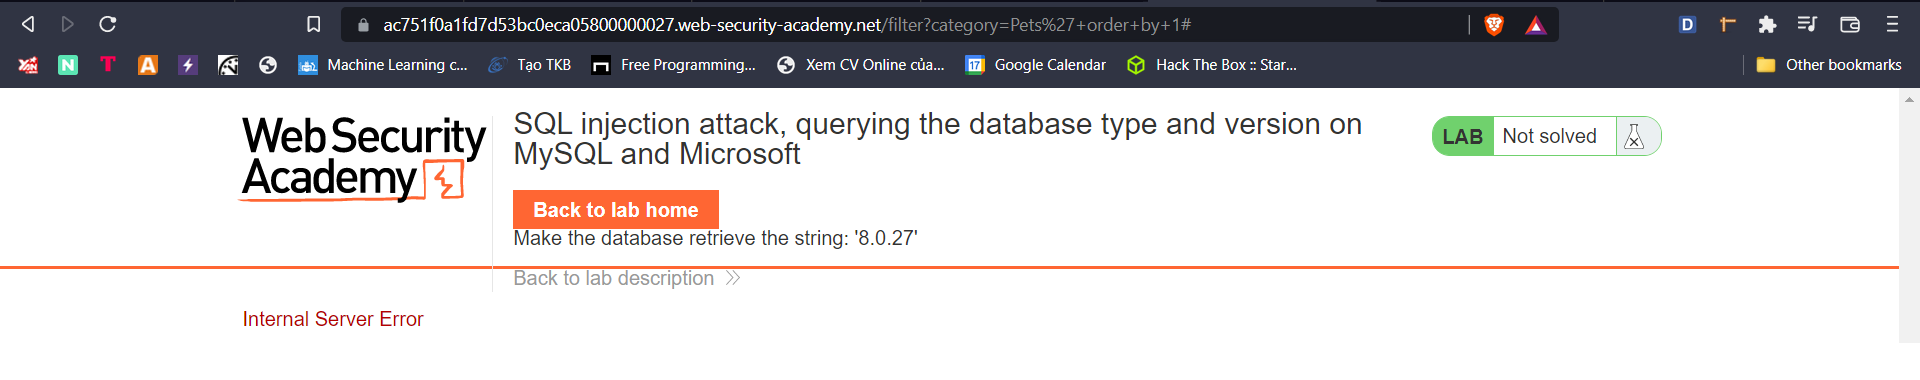 ac751f0a1fd7d53bc0eca05800000027.web-security-academy.net/filter?category=Pets%27+order+by+1#
D
XAN N T A Machine Learning c... Tạo TKB Free Programming... Xem CV Online của... 17 Google Calendar Hack The Box :: Star... Other bookmarks
Web Security
Academy
SQL injection attack, querying the database type and version on
MySQL and Microsoft
LAB Not solved
Back to lab home
Make the database retrieve the string: '8.0.27'
Back to lab description
Internal Server Error